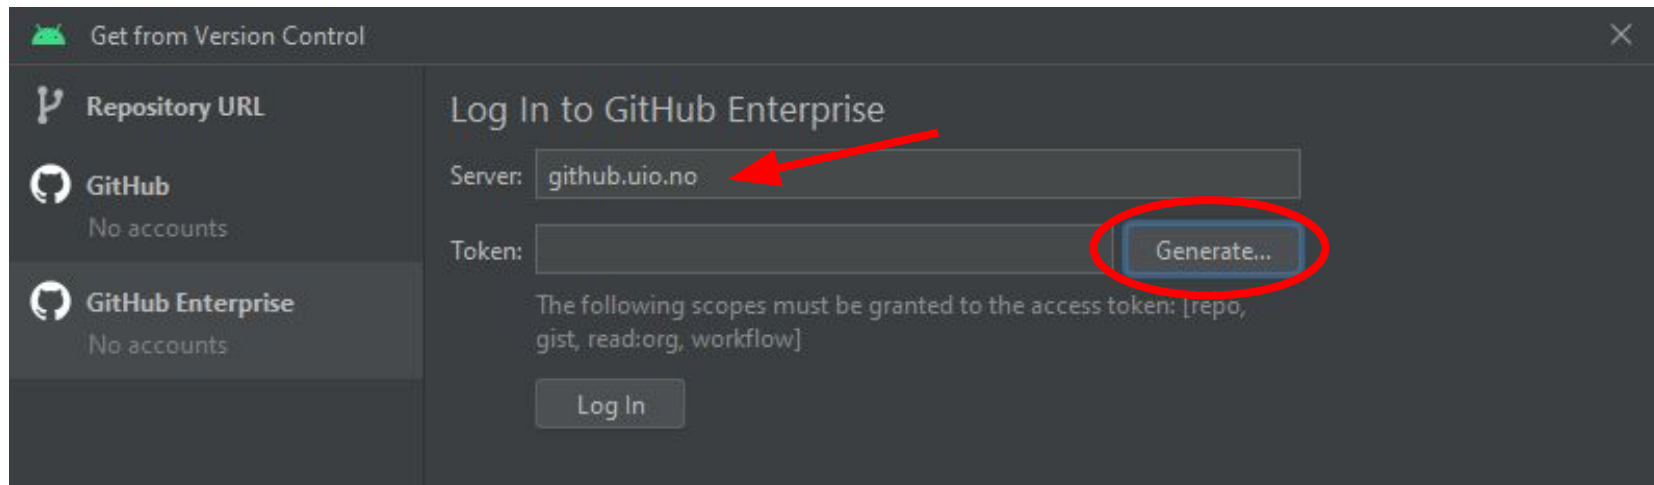 Get from Version Control
Repository URL
GitHub
No accounts
GitHub Enterprise
No accounts
Log In to GitHub Enterprise
Server: github.uio.no
Token: Generate...
The following scopes must be granted to the access token: [repo,
gist, read:org, workflow]
Log In